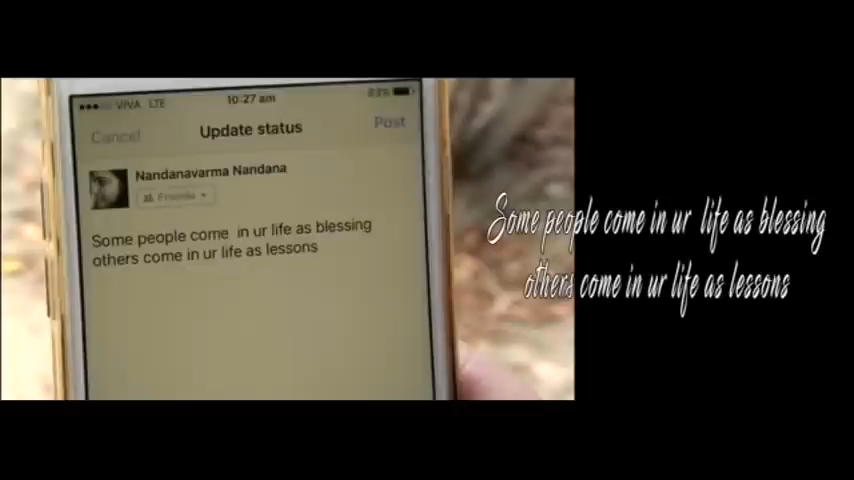 VIVA LTE
10:27 am
83%
Cancel
Update status
Post
Nandanavarma Nandana
Friends
Some people come in ur life as blessing
others come in ur life as lessons
Some people come in ur life as blessing
others come in ur life as lessons